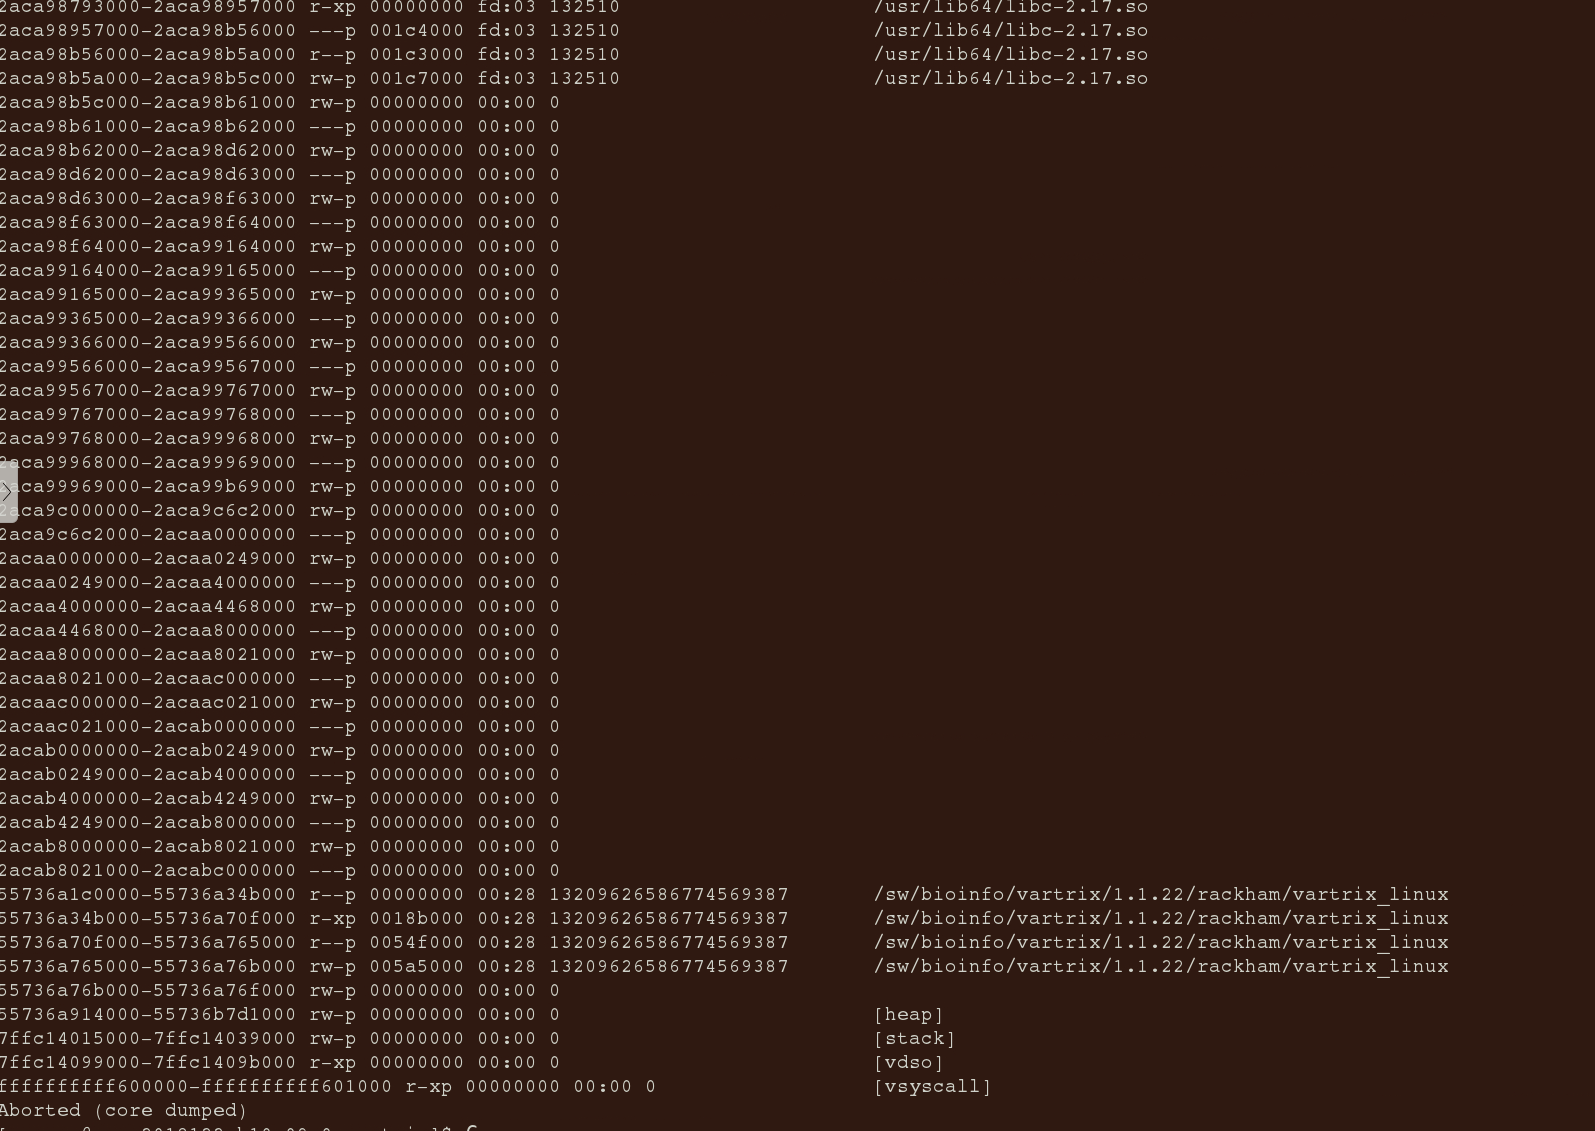 2aca98793000-2aca98957000 r-xp 00000000 fd:03 132510 /usr/lib64/libc-2.17.so
2aca98957000-2aca98b56000 ---p 001c4000 fd:03 132510 /usr/lib64/libc-2.17.so
2aca98b56000-2aca98b5a000 r--p 001c3000 fd:03 132510 /usr/lib64/libc-2.17.so
2aca98b5a000-2aca98b5c000 rw-p 001c7000 fd:03 132510 /usr/lib64/libc-2.17.so
2aca98b5c000-2aca98b61000 rw-p 00000000 00:00 0
2aca98b61000-2aca98b62000 ---p 00000000 00:00 0
2aca98b62000-2aca98d62000 rw-p 00000000 00:00 0
2aca98d62000-2aca98d63000 ---p 00000000 00:00 0
2aca98d63000-2aca98f63000 rw-p 00000000 00:00 0
2aca98f63000-2aca98f64000 ---p 00000000 00:00 0
2aca98f64000-2aca99164000 rw-p 00000000 00:00 0
2aca99164000-2aca99165000 ---p 00000000 00:00 0
2aca99165000-2aca99365000 rw-p 00000000 00:00 0
2aca99365000-2aca99366000 ---p 00000000 00:00 0
2aca99366000-2aca99566000 rw-p 00000000 00:00 0
2aca99566000-2aca99567000 ---p 00000000 00:00 0
2aca99567000-2aca99767000 rw-p 00000000 00:00 0
2aca99767000-2aca99768000 ---p 00000000 00:00 0
2aca99768000-2aca99968000 rw-p 00000000 00:00 0
2aca99968000-2aca99969000 ---p 00000000 00:00 0
2aca99969000-2aca99b69000 rw-p 00000000 00:00 0
2aca9c000000-2aca9c6c2000 rw-p 00000000 00:00 0
2aca9c6c2000-2acaa0000000 ---p 00000000 00:00 0
2acaa0000000-2acaa0249000 rw-p 00000000 00:00 0
2acaa0249000-2acaa4000000 ---p 00000000 00:00 0
2acaa4000000-2acaa4468000 rw-p 00000000 00:00 0
2acaa4468000-2acaa8000000 ---p 00000000 00:00 0
2acaa8000000-2acaa8021000 rw-p 00000000 00:00 0
2acaa8021000-2acaac000000 ---p 00000000 00:00 0
2acaac000000-2acaac021000 rw-p 00000000 00:00 0
2acaac021000-2acab0000000 ---p 00000000 00:00 0
2acab0000000-2acab0249000 rw-p 00000000 00:00 0
2acab0249000-2acab4000000 ---p 00000000 00:00 0
2acab4000000-2acab4249000 rw-p 00000000 00:00 0
2acab4249000-2acab8000000 ---p 00000000 00:00 0
2acab8000000-2acab8021000 rw-p 00000000 00:00 0
2acab8021000-2acabc000000 ---p 00000000 00:00 0
55736a1c0000-55736a34b000 r--p 00000000 00:28 13209626586774569387 /sw/bioinfo/vartrix/1.1.22/rackham/vartrix_linux
55736a34b000-55736a70f000 r-xp 0018b000 00:28 13209626586774569387 /sw/bioinfo/vartrix/1.1.22/rackham/vartrix_linux
55736a70f000-55736a765000 r--p 0054f000 00:28 13209626586774569387 /sw/bioinfo/vartrix/1.1.22/rackham/vartrix_linux
55736a765000-55736a76b000 rw-p 005a5000 00:28 13209626586774569387 /sw/bioinfo/vartrix/1.1.22/rackham/vartrix_linux
55736a76b000-55736a76f000 rw-p 00000000 00:00 0
55736a914000-55736b7d1000 rw-p 00000000 00:00 0 [heap]
7ffc14015000-7ffc14039000 rw-p 00000000 00:00 0 [stack]
7ffc14099000-7ffc1409b000 r-xp 00000000 00:00 0 [vdso]
ffffffffff600000-ffffffffff601000 r-xp 00000000 00:00 0 [vsyscall]
Aborted (core dumped)